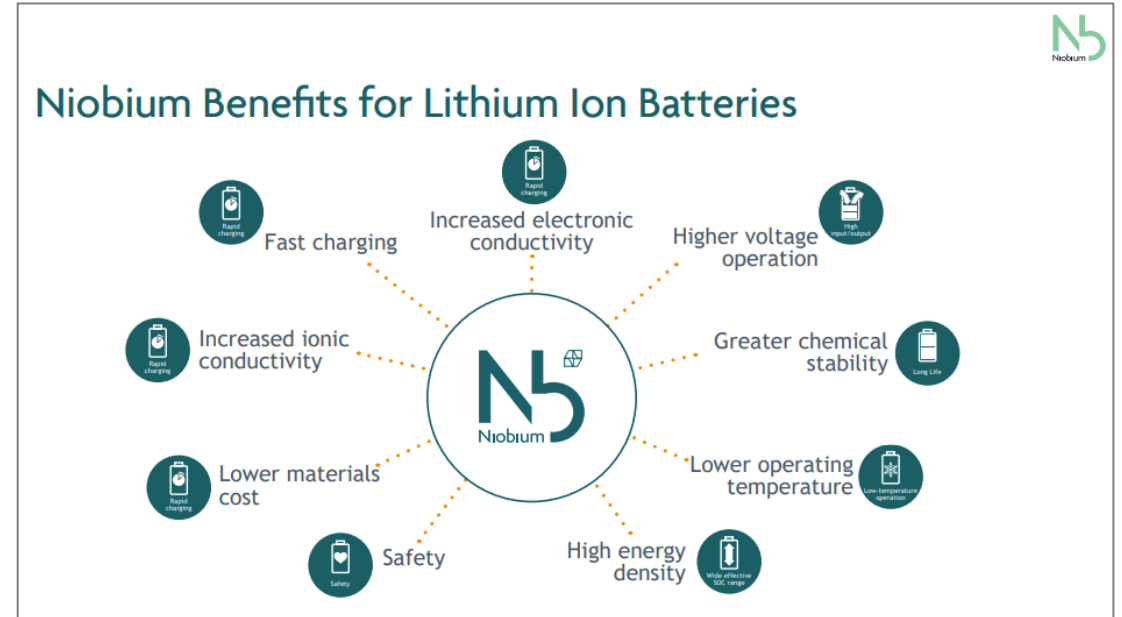 Nb
Niobium
Niobium Benefits for Lithium Ion Batteries
Rapid
charging
Increased electronic
conductivity
Rapid
charging
Fast charging
High
input/output
Higher voltage
operation
Rapid
charging
Increased ionic
conductivity
Greater chemical
stability
Long Life
Nb
Niobium
Rapid
charging
Lower materials
cost
Lower operating
temperature
Low-temperature
operation
Safety
Safety
High energy
density
Wide effective
SOC range